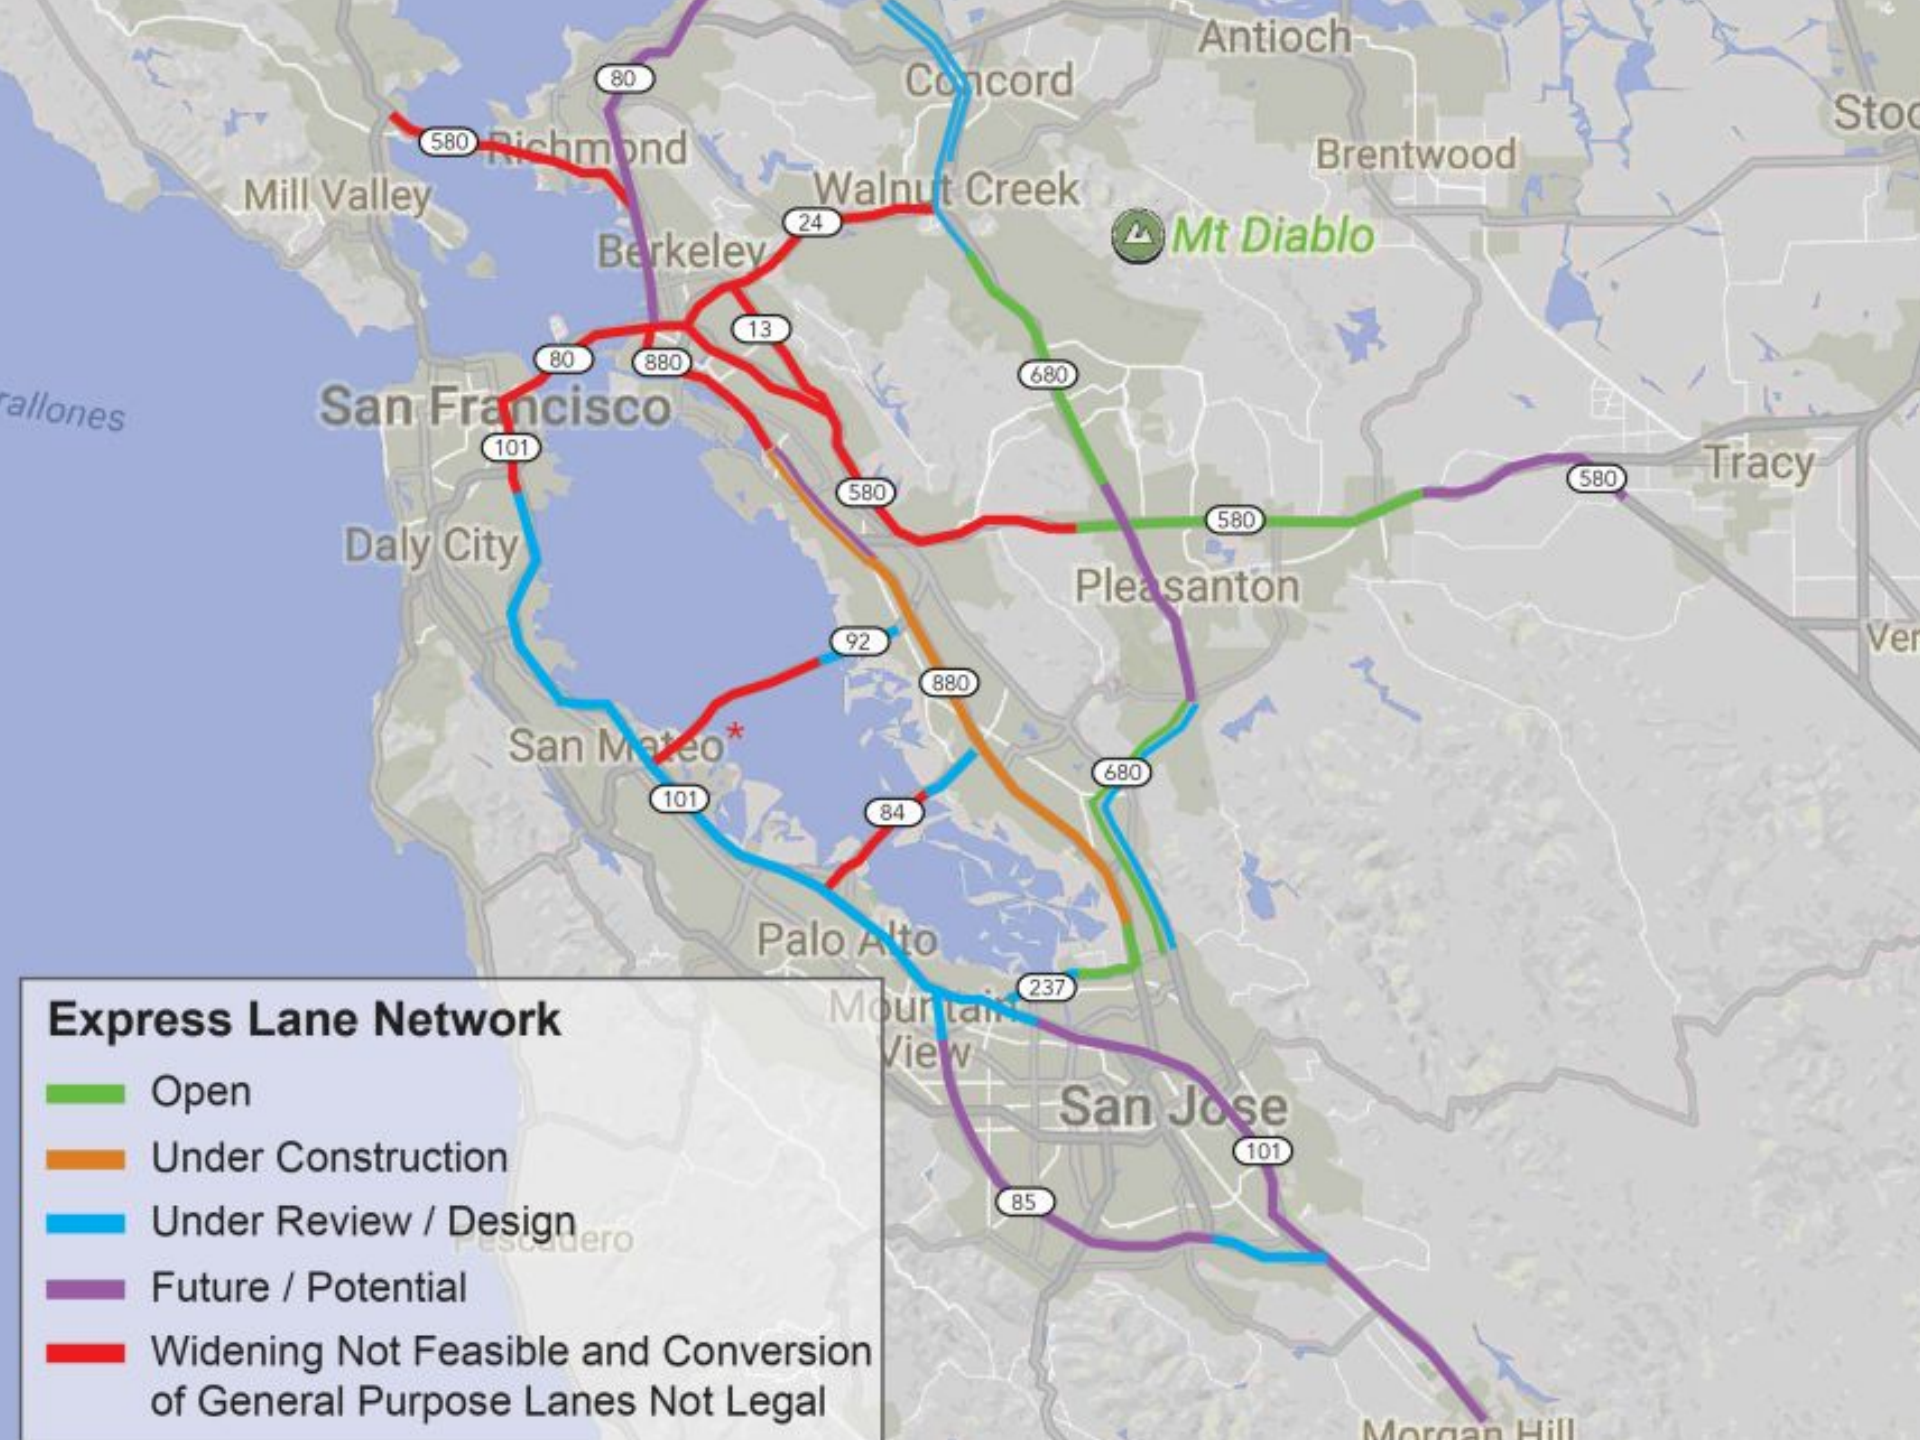 Antioch
80
Concord
Stoc
580
Richmond
Brentwood
Mill Valley
Walnut Creek
24
Mt Diablo
Berkeley
13
80
880
680
San Francisco
rallones
101
Tracy
580
580
580
Daly City
Pleasanton
92
Ver
880
San Mateo*
680
101
84
Palo Alto
237
Mountain
View
San Jose
101
85
Express Lane Network
Open
Under Construction
Under Review / Design
Pescadero
Future / Potential
Widening Not Feasible and Conversion
of General Purpose Lanes Not Legal
Morgan Hill